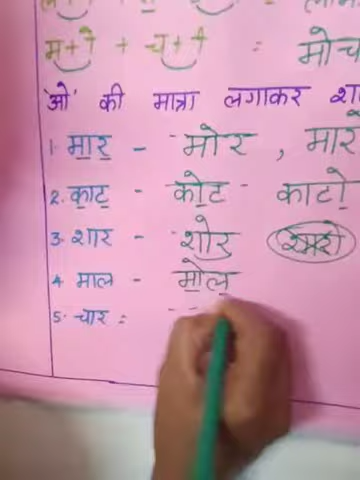 म+ो + च+ी = मोच
'ओ' की मात्रा लगाकर
1. मार - मोर , मारो
2. काट - कोट - काटो
3. शार - शोर
4. माल - मोल
5. चार :